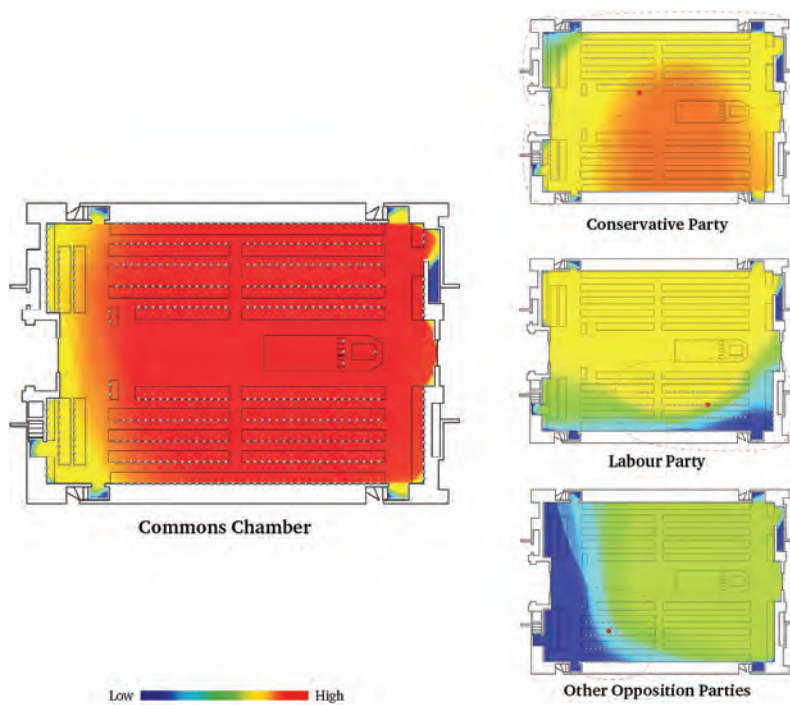 Conservative Party
Commons Chamber
Labour Party
Low High
Other Opposition Parties